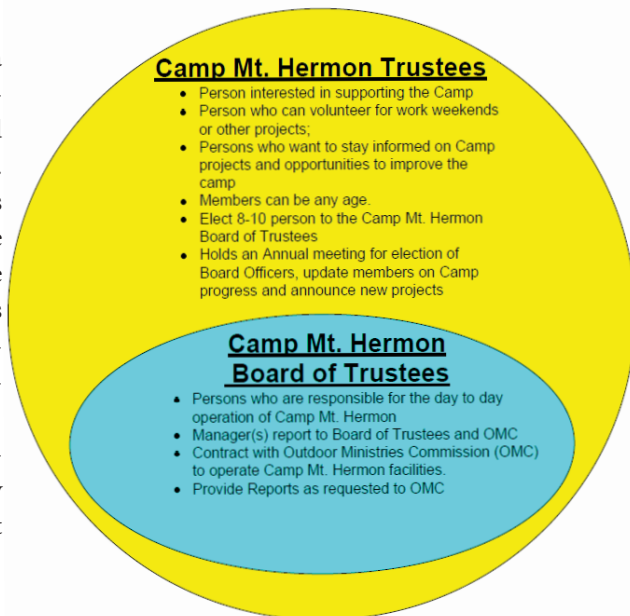 Camp Mt. Hermon Trustees
• Person interested in supporting the Camp
• Person who can volunteer for work weekends
or other projects;
• Persons who want to stay informed on Camp
projects and opportunities to improve the
camp
• Members can be any age.
• Elect 8-10 person to the Camp Mt. Hermon
Board of Trustees
• Holds an Annual meeting for election of
Board Officers, update members on Camp
progress and announce new projects
Camp Mt. Hermon
Board of Trustees
• Persons who are responsible for the day to day
operation of Camp Mt. Hermon
• Manager(s) report to Board of Trustees and OMC
• Contract with Outdoor Ministries Commission (OMC)
to operate Camp Mt. Hermon facilities.
• Provide Reports as requested to OMC